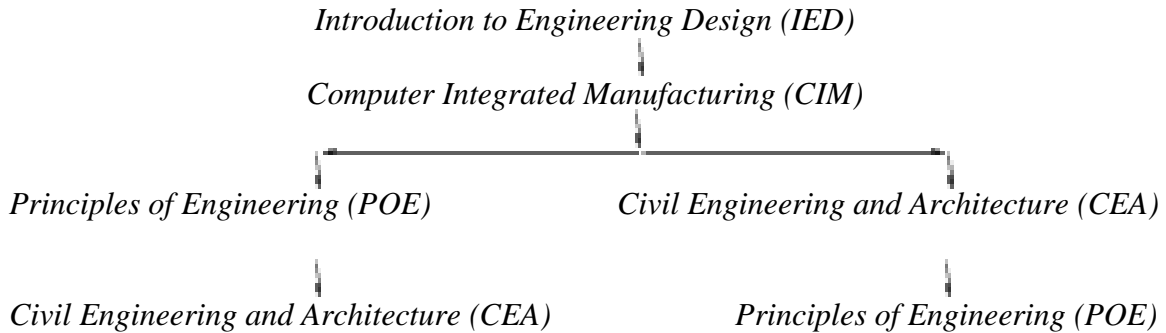 Introduction to Engineering Design (IED)
Computer Integrated Manufacturing (CIM)
Principles of Engineering (POE) Civil Engineering and Architecture (CEA)
Civil Engineering and Architecture (CEA) Principles of Engineering (POE)